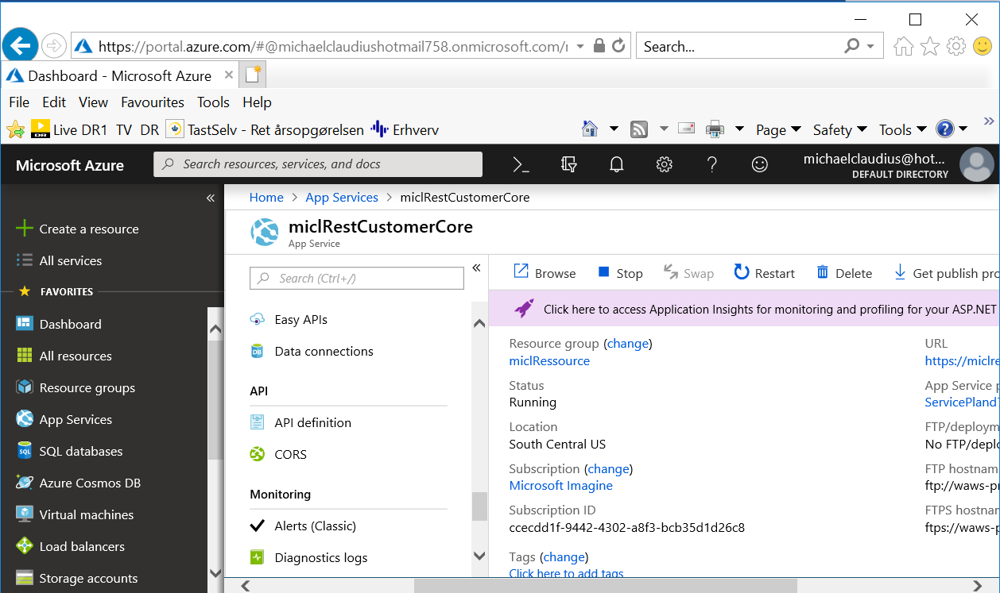 https://portal.azure.com/#@michaelclaudiushotmail758.onmicrosoft.com/
Search...
Dashboard - Microsoft Azure
File Edit View Favourites Tools Help
DR Live DR1 TV DR TastSelv - Ret årsopgørelsen Erhverv
Page Safety Tools
Microsoft Azure
Search resources, services, and docs
michaelclaudius@hot...
DEFAULT DIRECTORY
Create a resource
All services
FAVORITES
Dashboard
All resources
Resource groups
App Services
SQL databases
Azure Cosmos DB
Virtual machines
Load balancers
Storage accounts
Home > App Services > miclRestCustomerCore
miclRestCustomerCore
App Service
Search (Ctrl+/)
Easy APIs
Data connections
API
API definition
CORS
Monitoring
Alerts (Classic)
Diagnostics logs
Browse Stop Swap Restart Delete Get publish pro
Click here to access Application Insights for monitoring and profiling for your ASP.NET
Resource group (change)
miclRessource
Status
Running
Location
South Central US
Subscription (change)
Microsoft Imagine
Subscription ID
ccecdd1f-9442-4302-a8f3-bcb35d1d26c8
Tags (change)
Click here to add tags
URL
https://miclre
App Service p
ServicePland
FTP/deploym
No FTP/deplo
FTP hostnam
ftp://waws-pr
FTPS hostnar
ftps://waws-p